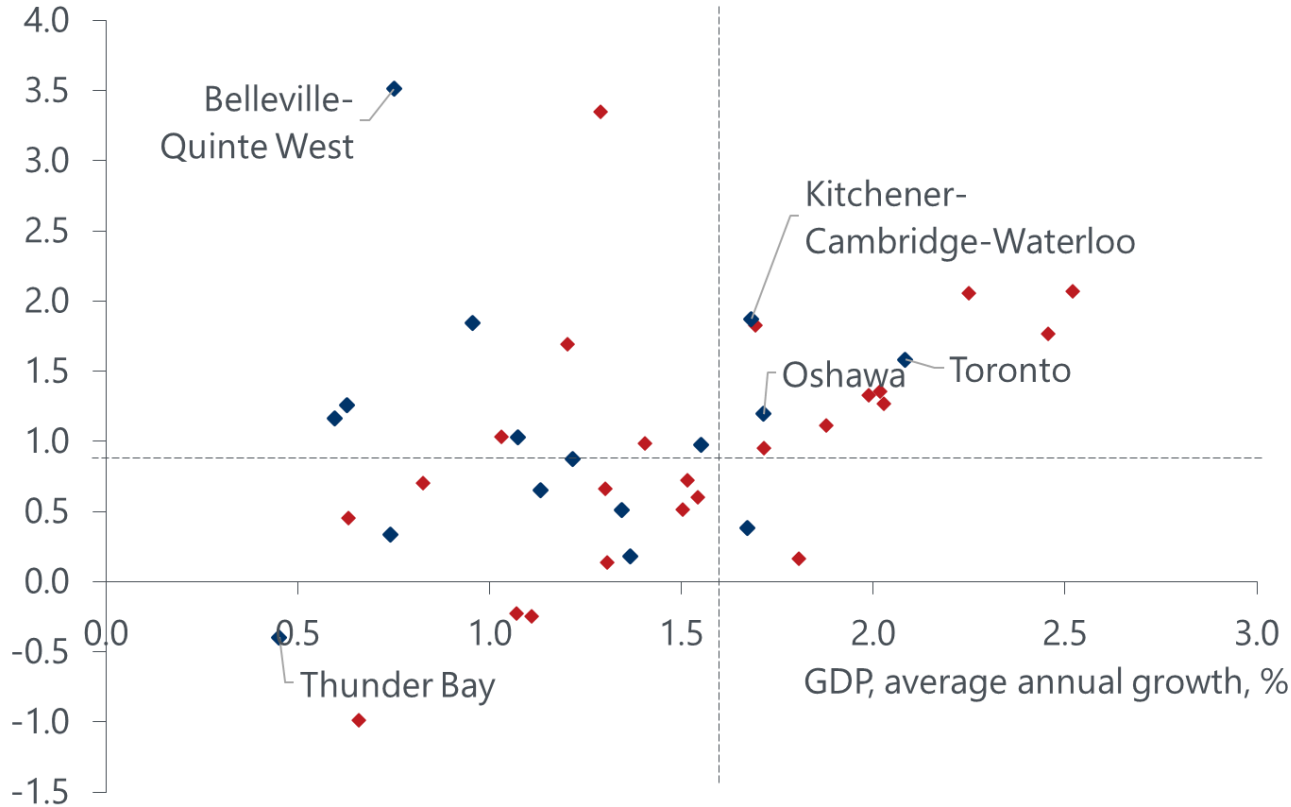 4.0
3.5
3.0
2.5
2.0
1.5
1.0
0.5
0.0
-0.5
-1.0
-1.5
Belleville-
Quinte West
Kitchener-
Cambridge-Waterloo
Oshawa
Toronto
0.0 0.5 1.0 1.5 2.0 2.5 3.0
Thunder Bay
GDP, average annual growth, %